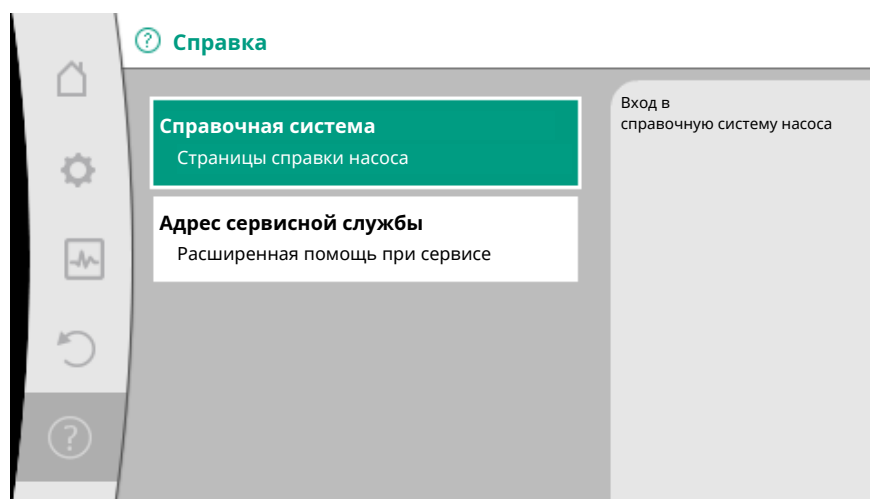 Справка
Справочная система
Страницы справки насоса
Адрес сервисной службы
Расширенная помощь при сервисе
Вход в
справочную систему насоса